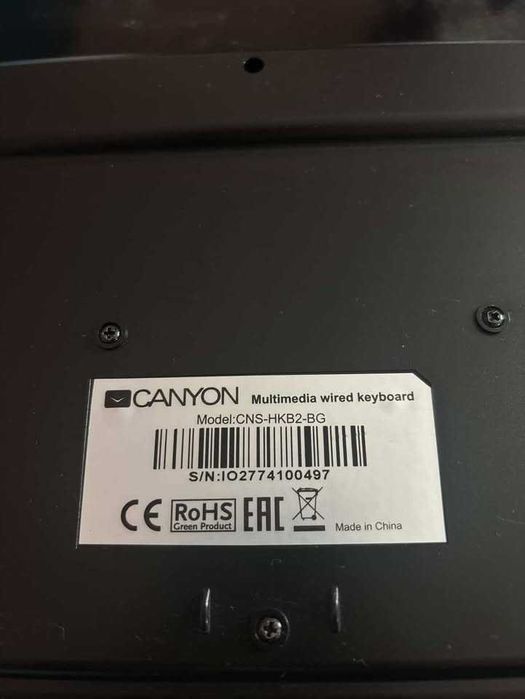 CANYON Multimedia wired keyboard
Model:CNS-HKB2-BG
S/N:IO2774100497
CE RoHS EAC
Green Product
Made in China